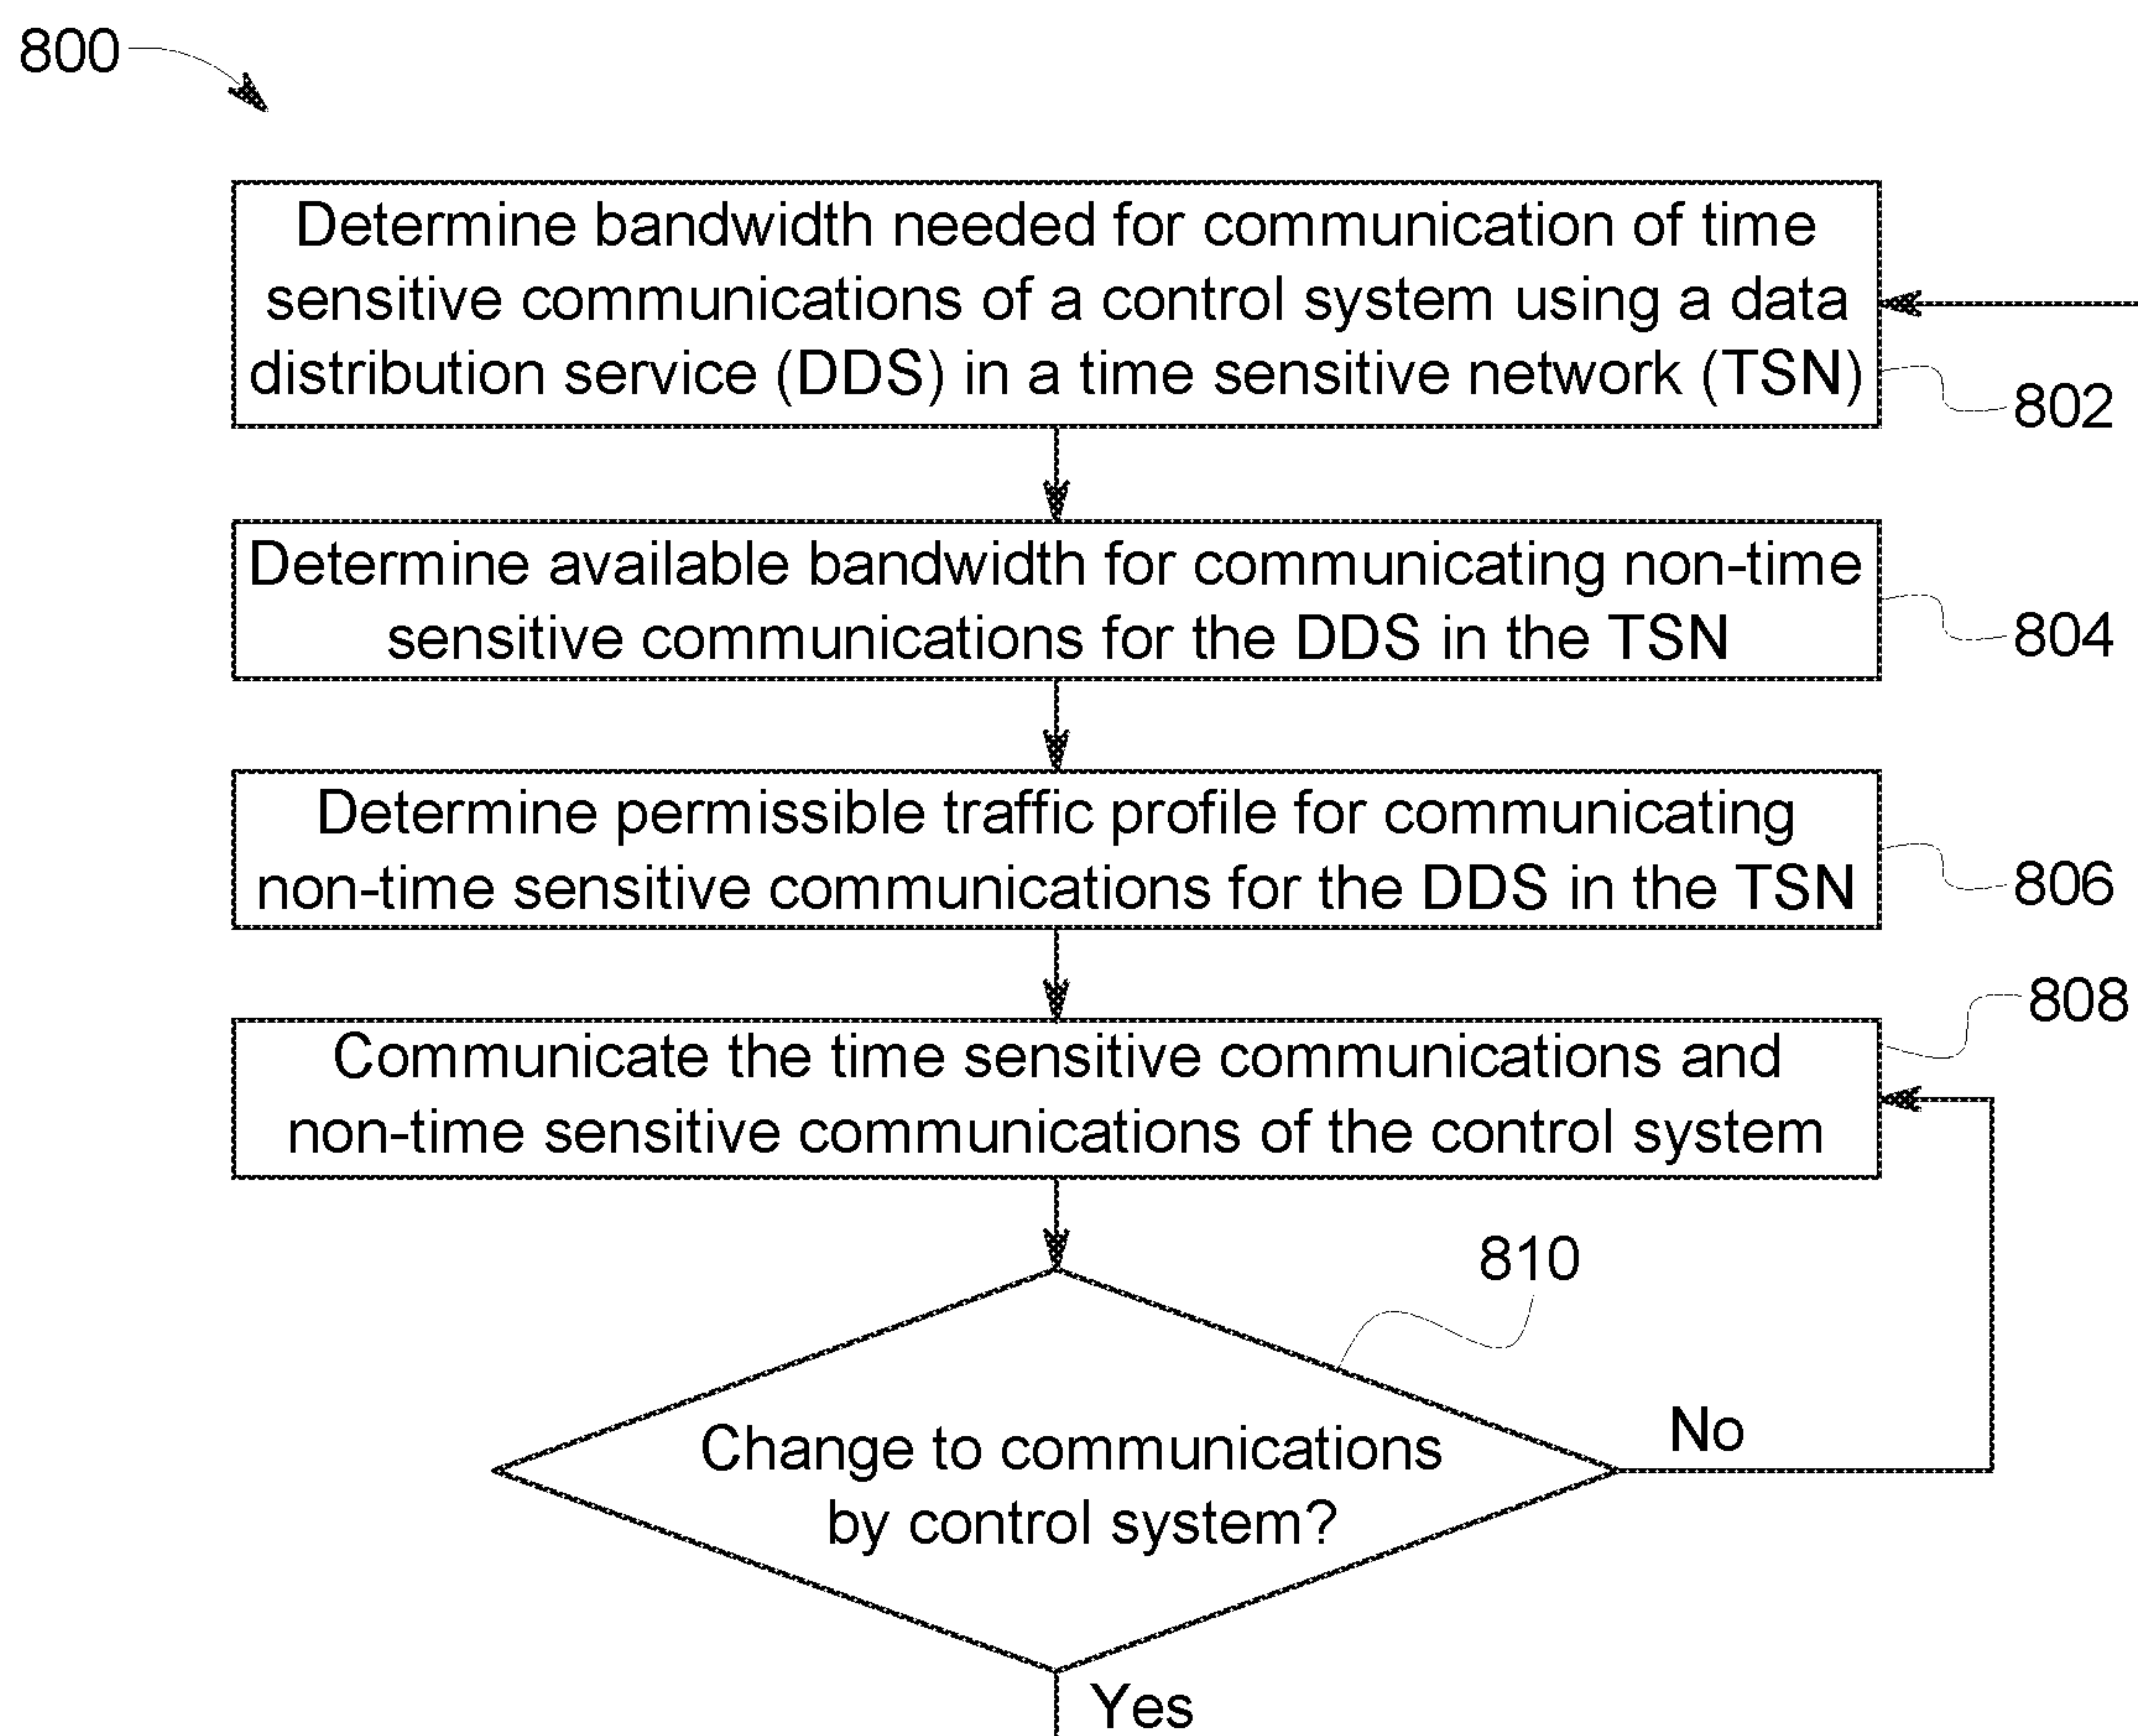 800
Determine bandwidth needed for communication of time
sensitive communications of a control system using a data
distribution service (DDS) in a time sensitive network (TSN)
802
Determine available bandwidth for communicating non-time
sensitive communications for the DDS in the TSN
804
Determine permissible traffic profile for communicating
non-time sensitive communications for the DDS in the TSN
806
808
Communicate the time sensitive communications and
non-time sensitive communications of the control system
810
Change to communications
by control system?
No
Yes